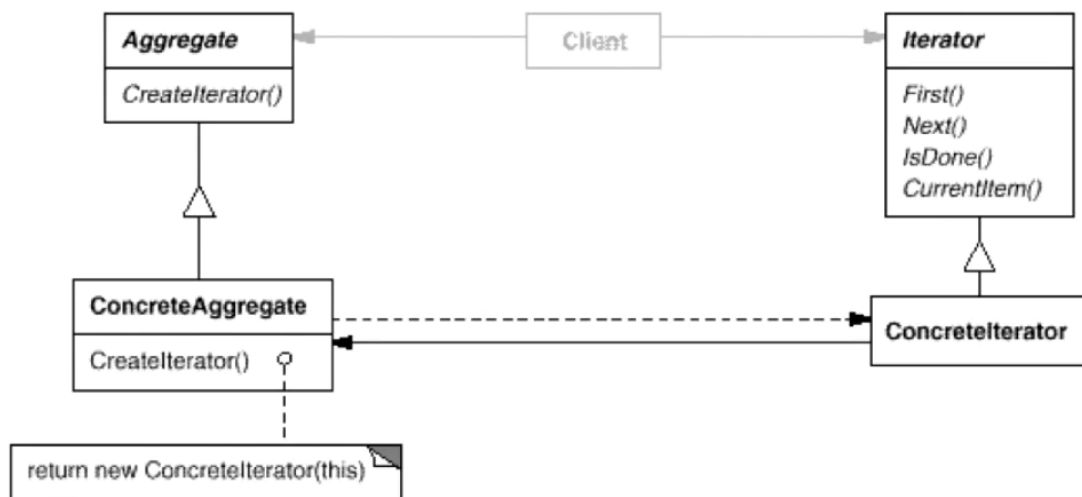 Aggregate
CreateIterator()
Client
Iterator
First()
Next()
IsDone()
CurrentItem()
ConcreteAggregate
CreateIterator()
ConcreteIterator
return new ConcreteIterator(this)